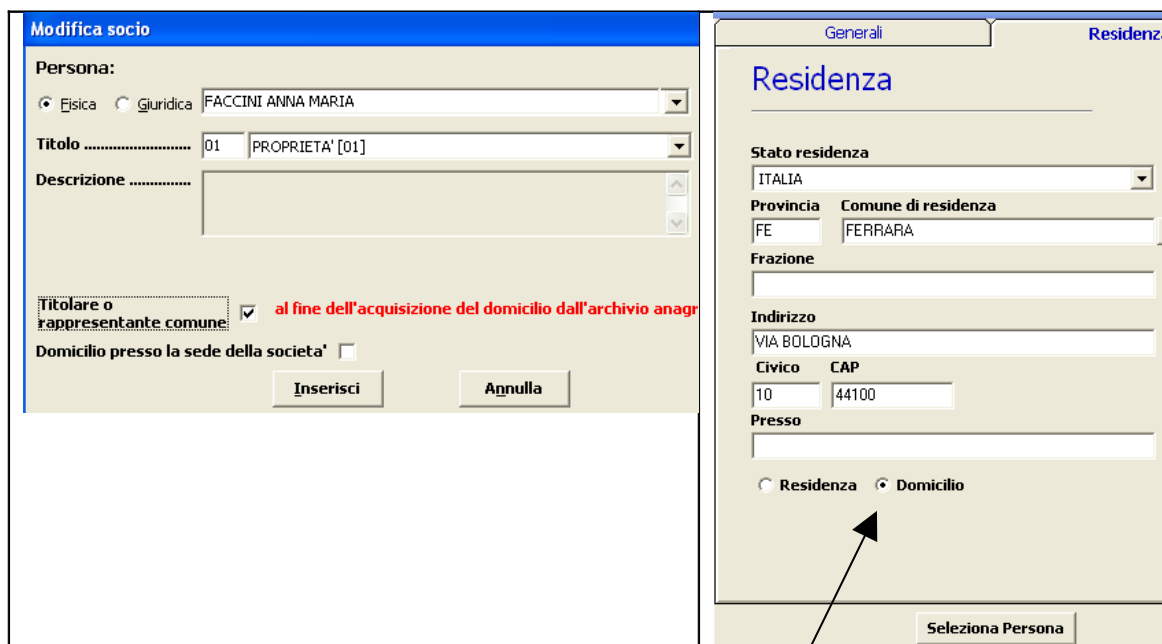 Modifica socio
Persona:
Fisica Giuridica FACCINI ANNA MARIA
Titolo .......................... 01 PROPRIETA' [01]
Descrizione ...............
Titolare o
rappresentante comune al fine dell'acquisizione del domicilio dall'archivio anagr
Domicilio presso la sede della societa'
Inserisci Annulla
Generali Residenza
Residenza
Stato residenza
ITALIA
Provincia Comune di residenza
FE FERRARA
Frazione
Indirizzo
VIA BOLOGNA
Civico CAP
10 44100
Presso
Residenza Domicilio
Seleziona Persona